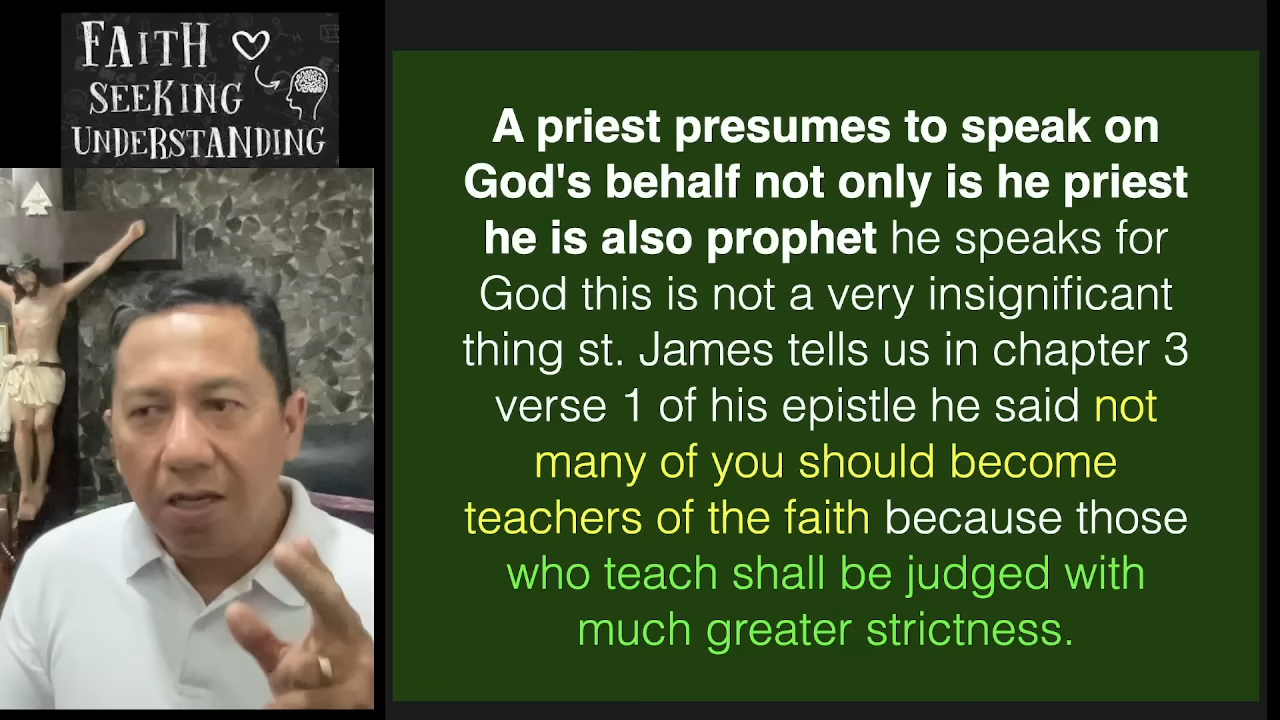 FAITH
SEEKING
UNDERSTANDING
A priest presumes to speak on
God's behalf not only is he priest
he is also prophet he speaks for
God this is not a very insignificant
thing st. James tells us in chapter 3
verse 1 of his epistle he said not
many of you should become
teachers of the faith because those
who teach shall be judged with
much greater strictness.